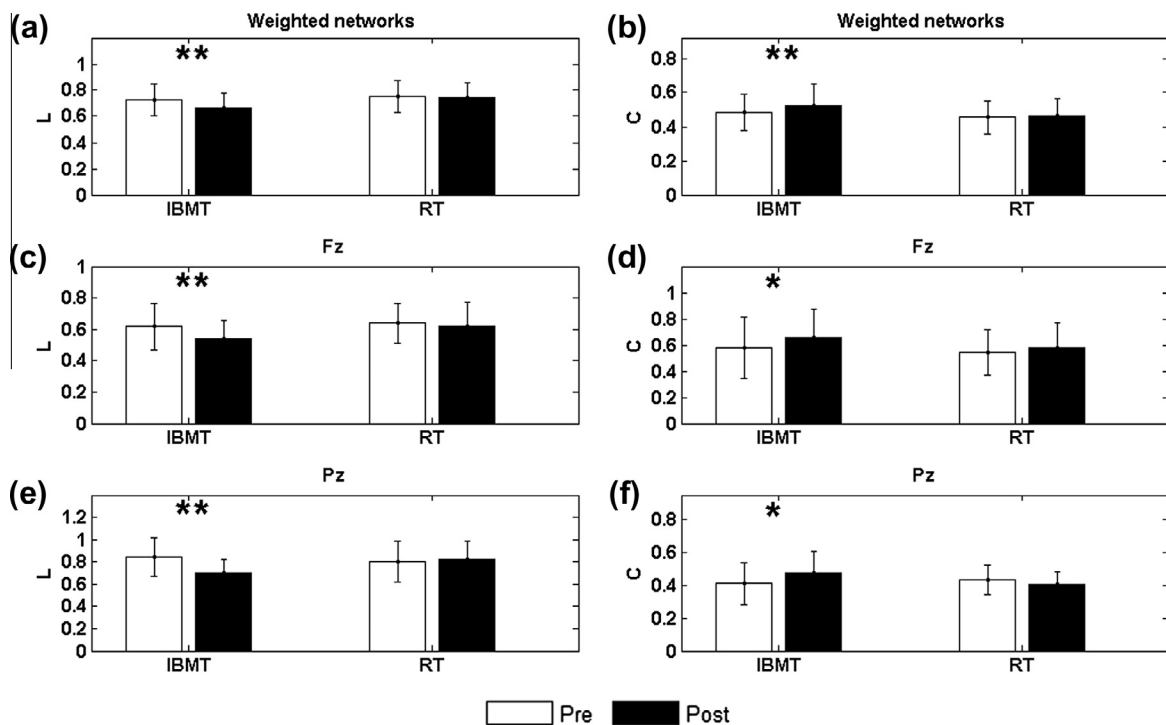 (a) Weighted networks
**
L
1
0.8
0.6
0.4
0.2
0
IBMT RT
(b) Weighted networks
**
C
0.8
0.6
0.4
0.2
0
IBMT RT
(c) Fz
**
L
1
0.8
0.6
0.4
0.2
0
IBMT RT
(d) Fz
*
C
1
0.8
0.6
0.4
0.2
0
IBMT RT
(e) Pz
**
L
1.2
1
0.8
0.6
0.4
0.2
0
IBMT RT
(f) Pz
*
C
0.8
0.6
0.4
0.2
0
IBMT RT
Pre Post